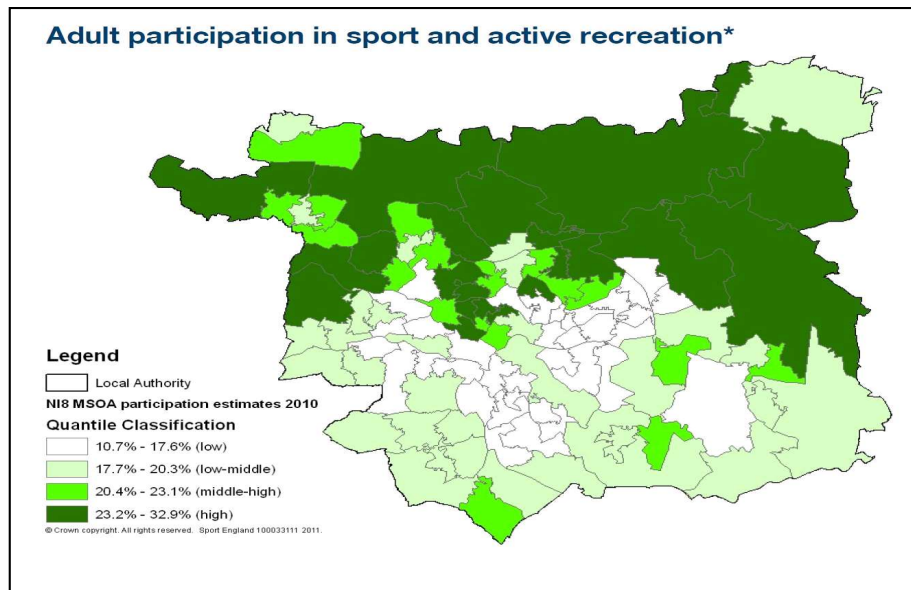 Adult participation in sport and active recreation*
Legend
Local Authority
NI8 MSOA participation estimates 2010
Quantile Classification
10.7% - 17.6% (low)
17.7% - 20.3% (low-middle)
20.4% - 23.1% (middle-high)
23.2% - 32.9% (high)
© Crown copyright. All rights reserved. Sport England 100033111 2011.